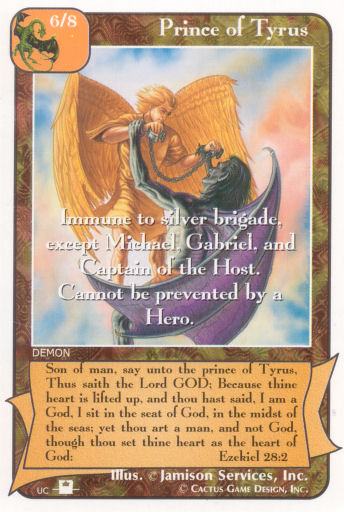 6/8
Prince of Tyrus
Immune to silver brigade,
except Michael, Gabriel, and
Captain of the Host.
Cannot be prevented by a
Hero.
DEMON
Son of man, say unto the prince of Tyrus,
Thus saith the Lord GOD; Because thine
heart is lifted up, and thou hast said, I am a
God, I sit in the seat of God, in the midst of
the seas; yet thou art a man, and not God,
though thou set thine heart as the heart of
God: Ezekiel 28:2
Illus. © Jamison Services, Inc.
UC © CACTUS GAME DESIGN, INC.